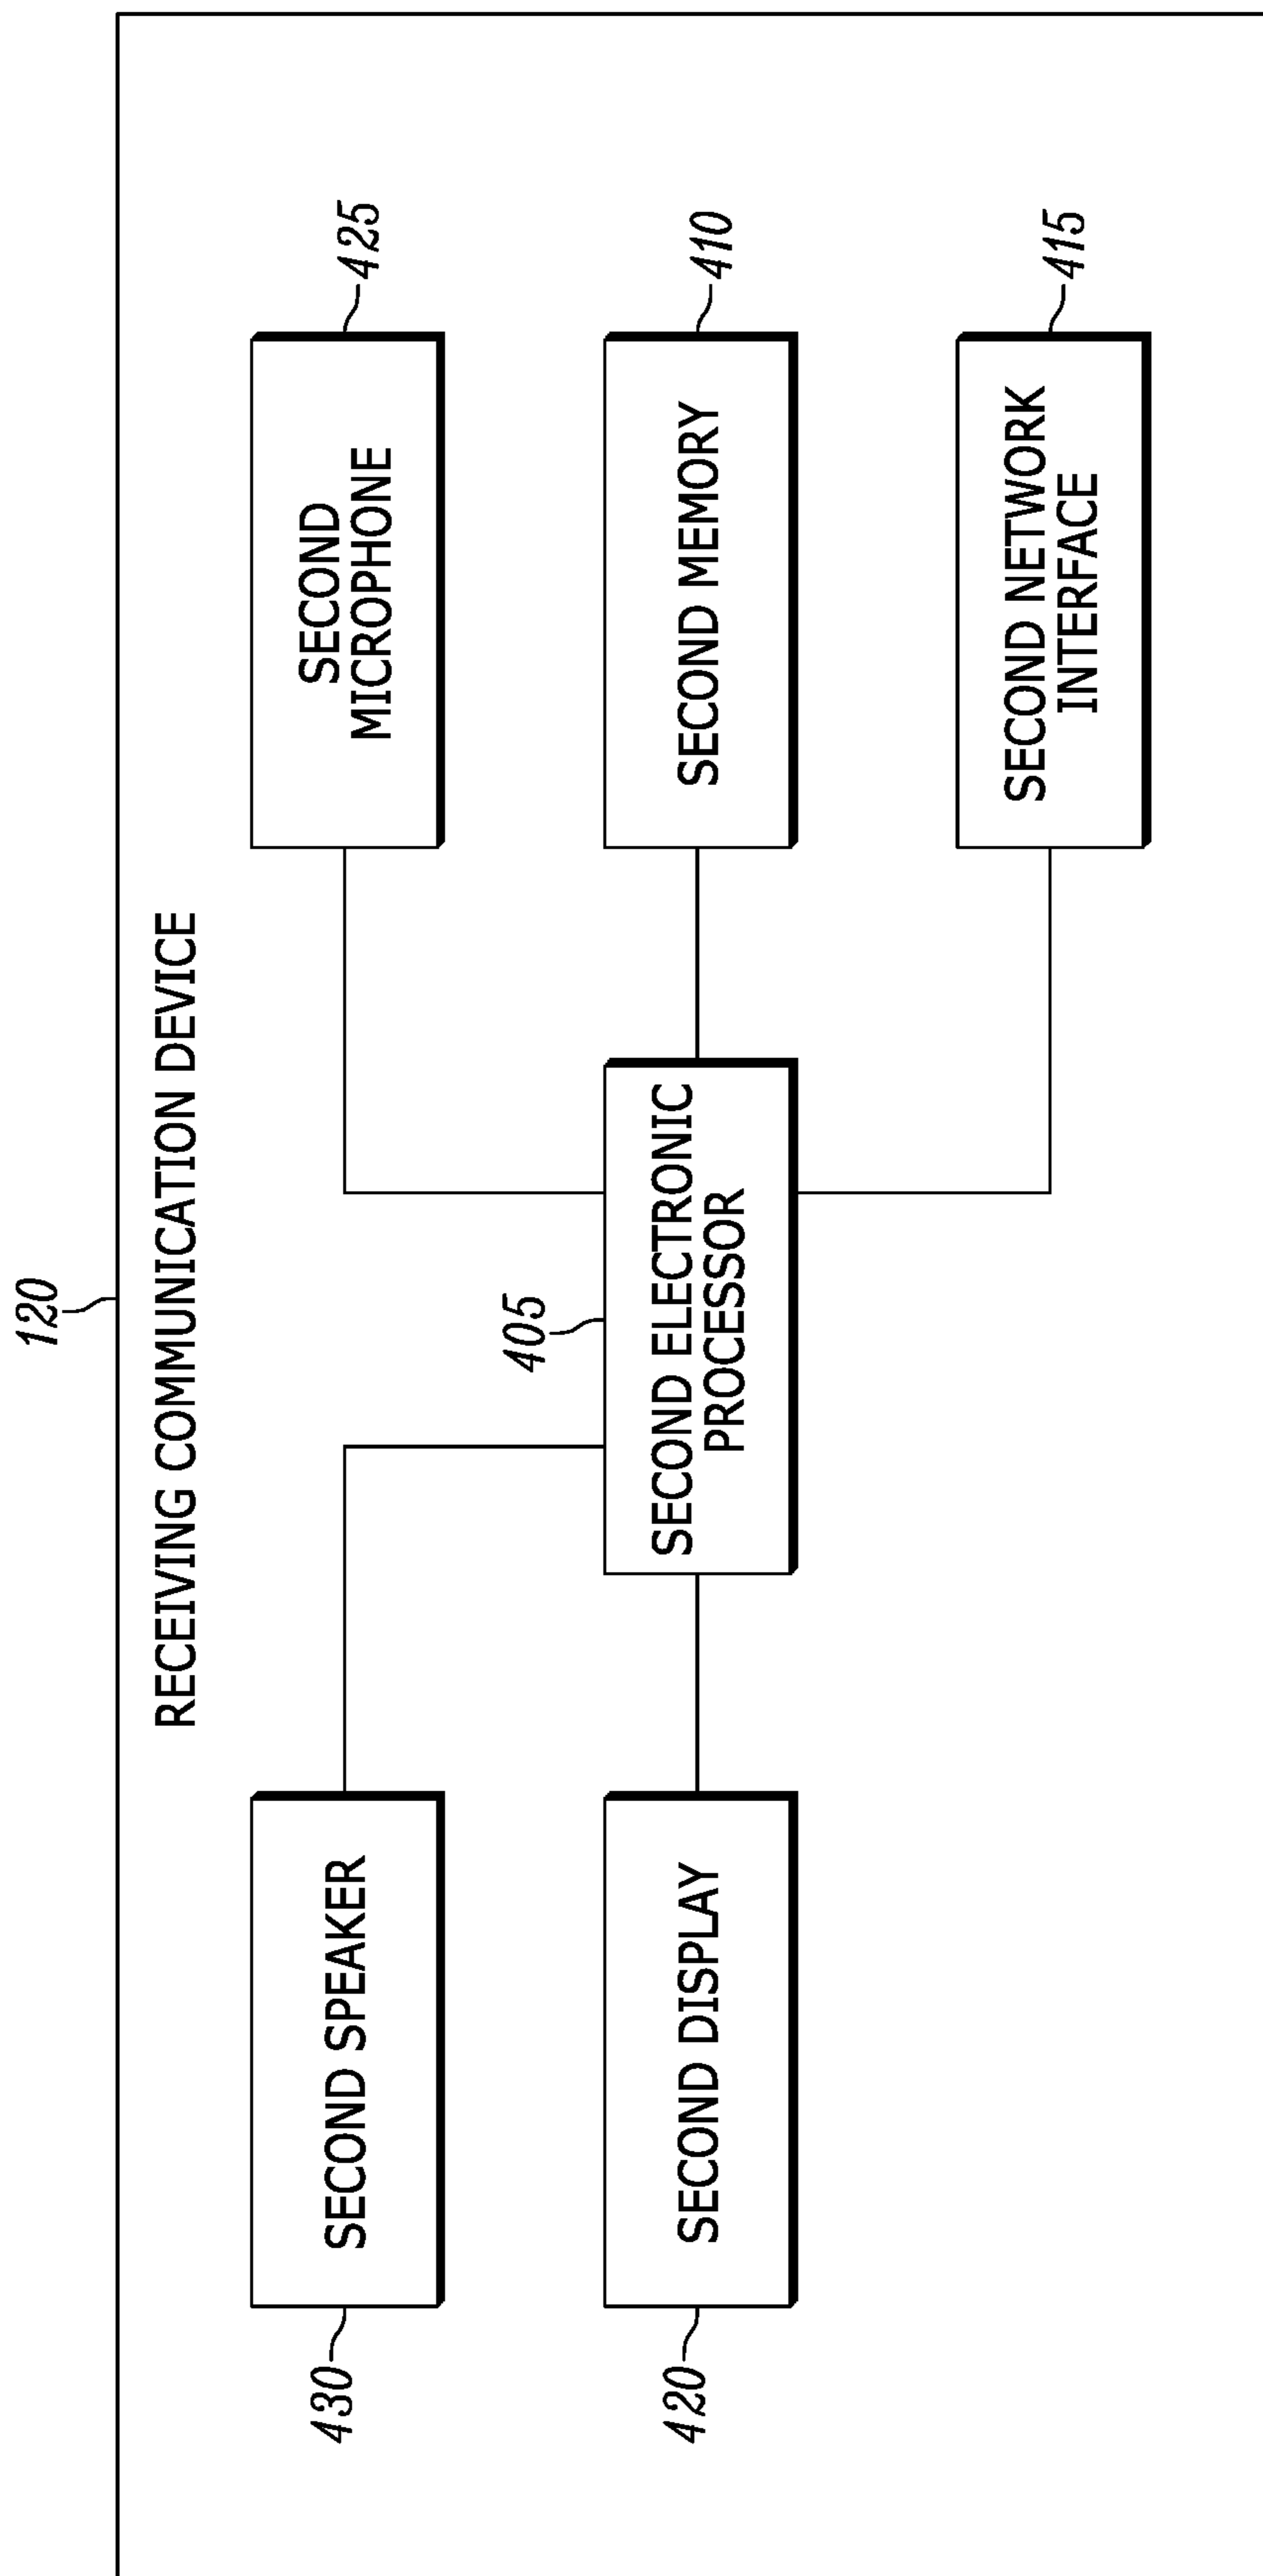 120
RECEIVING COMMUNICATION DEVICE
430
SECOND SPEAKER
SECOND
MICROPHONE
425
405
420
SECOND DISPLAY
SECOND ELECTRONIC
PROCESSOR
SECOND MEMORY
410
SECOND NETWORK
INTERFACE
415